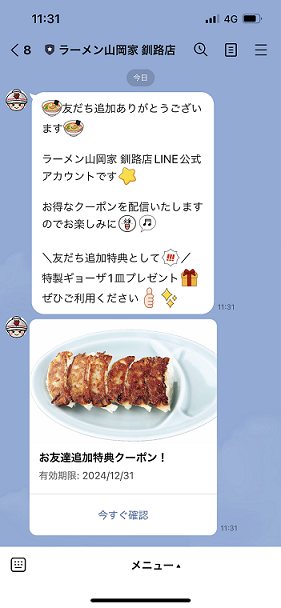 11:31
4G
8
ラーメン山岡家 釧路店
今日
友だち追加ありがとうござい
ます
ラーメン山岡家 釧路店LINE公式
アカウントです
お得なクーポンを配信いたします
のでお楽しみに
＼友だち追加特典として!!!／
特製ギョーザ1皿プレゼント
ぜひご利用ください
11:31
お友達追加特典クーポン！
有効期限: 2024/12/31
今すぐ確認
11:31
メニュー▲